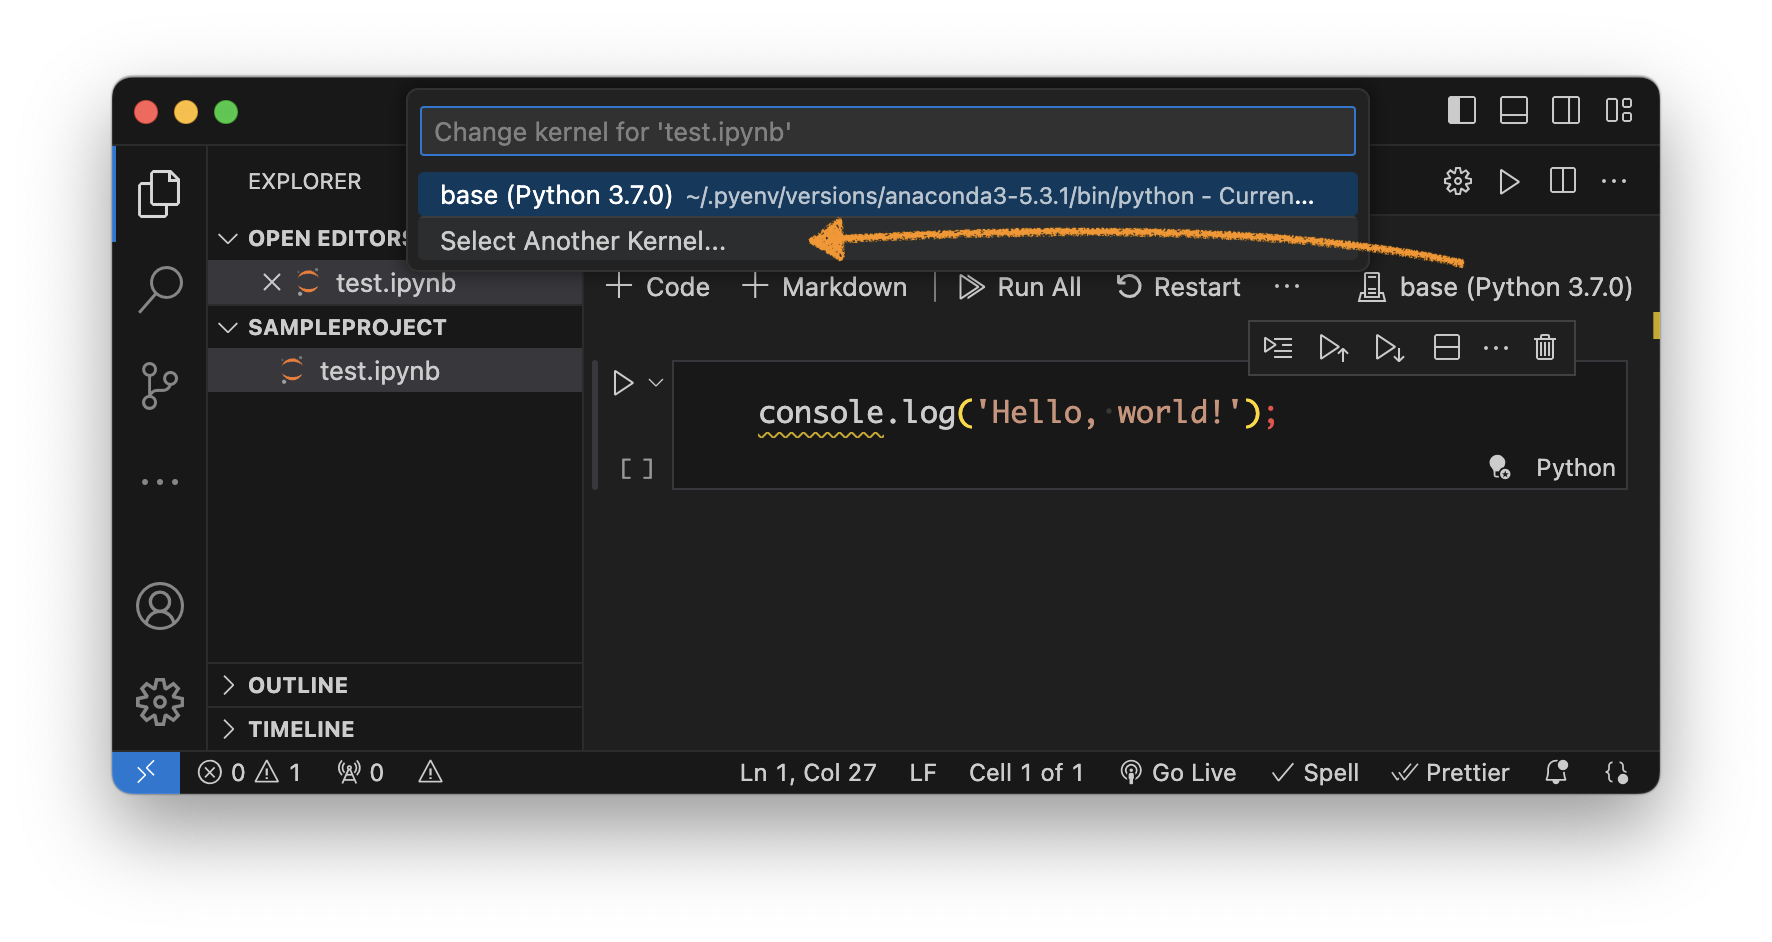 Change kernel for 'test.ipynb'
base (Python 3.7.0) ~/.pyenv/versions/anaconda3-5.3.1/bin/python - Curren...
Select Another Kernel...
EXPLORER
OPEN EDITORS
test.ipynb
SAMPLEPROJECT
test.ipynb
OUTLINE
TIMELINE
Code Markdown Run All Restart ... base (Python 3.7.0)
console.log('Hello, world!');
[ ]
Python
0 1 0 Ln 1, Col 27 LF Cell 1 of 1 Go Live Spell Prettier